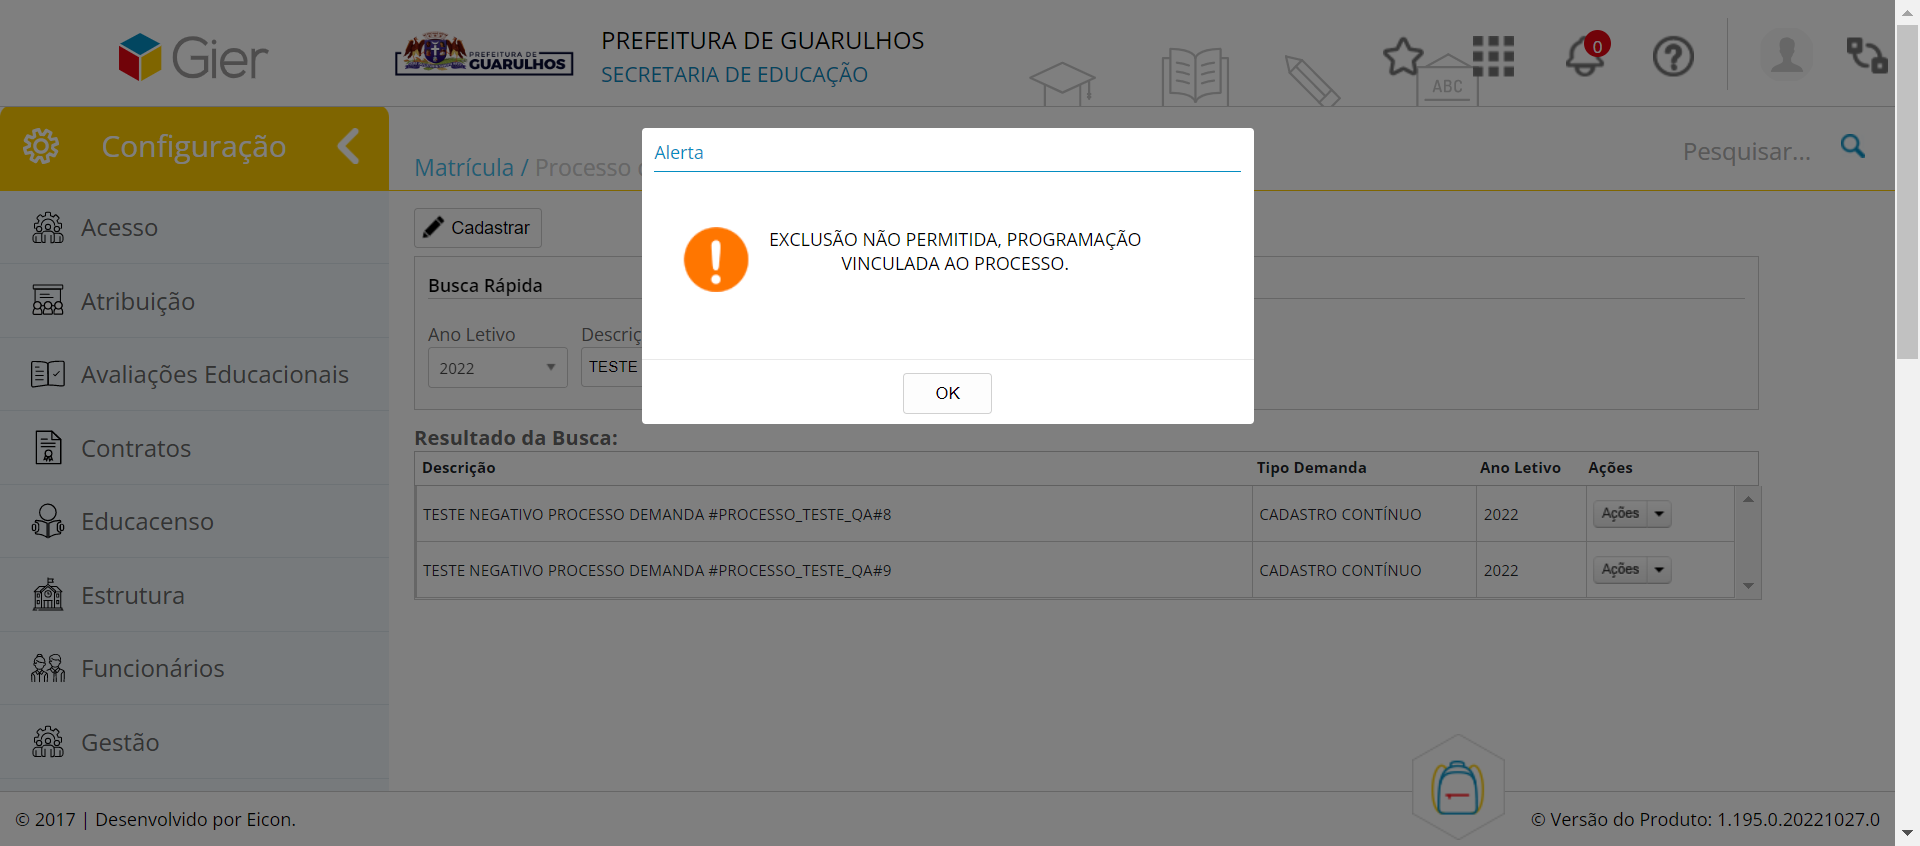 Gier
PREFEITURA DE
GUARULHOS
PREFEITURA DE GUARULHOS
SECRETARIA DE EDUCAÇÃO
ABC
0
Configuração
Matrícula / Processo
Pesquisar...
Alerta
EXCLUSÃO NÃO PERMITIDA, PROGRAMAÇÃO
VINCULADA AO PROCESSO.
OK
Acesso
Atribuição
Avaliações Educacionais
Contratos
Educacenso
Estrutura
Funcionários
Gestão
Cadastrar
Busca Rápida
Ano Letivo
2022
TESTE
Resultado da Busca:
Descrição Tipo Demanda Ano Letivo Ações
TESTE NEGATIVO PROCESSO DEMANDA #PROCESSO_TESTE_QA#8 CADASTRO CONTÍNUO 2022 Ações
TESTE NEGATIVO PROCESSO DEMANDA #PROCESSO_TESTE_QA#9 CADASTRO CONTÍNUO 2022 Ações
© 2017 | Desenvolvido por Eicon.
© Versão do Produto: 1.195.0.20221027.0